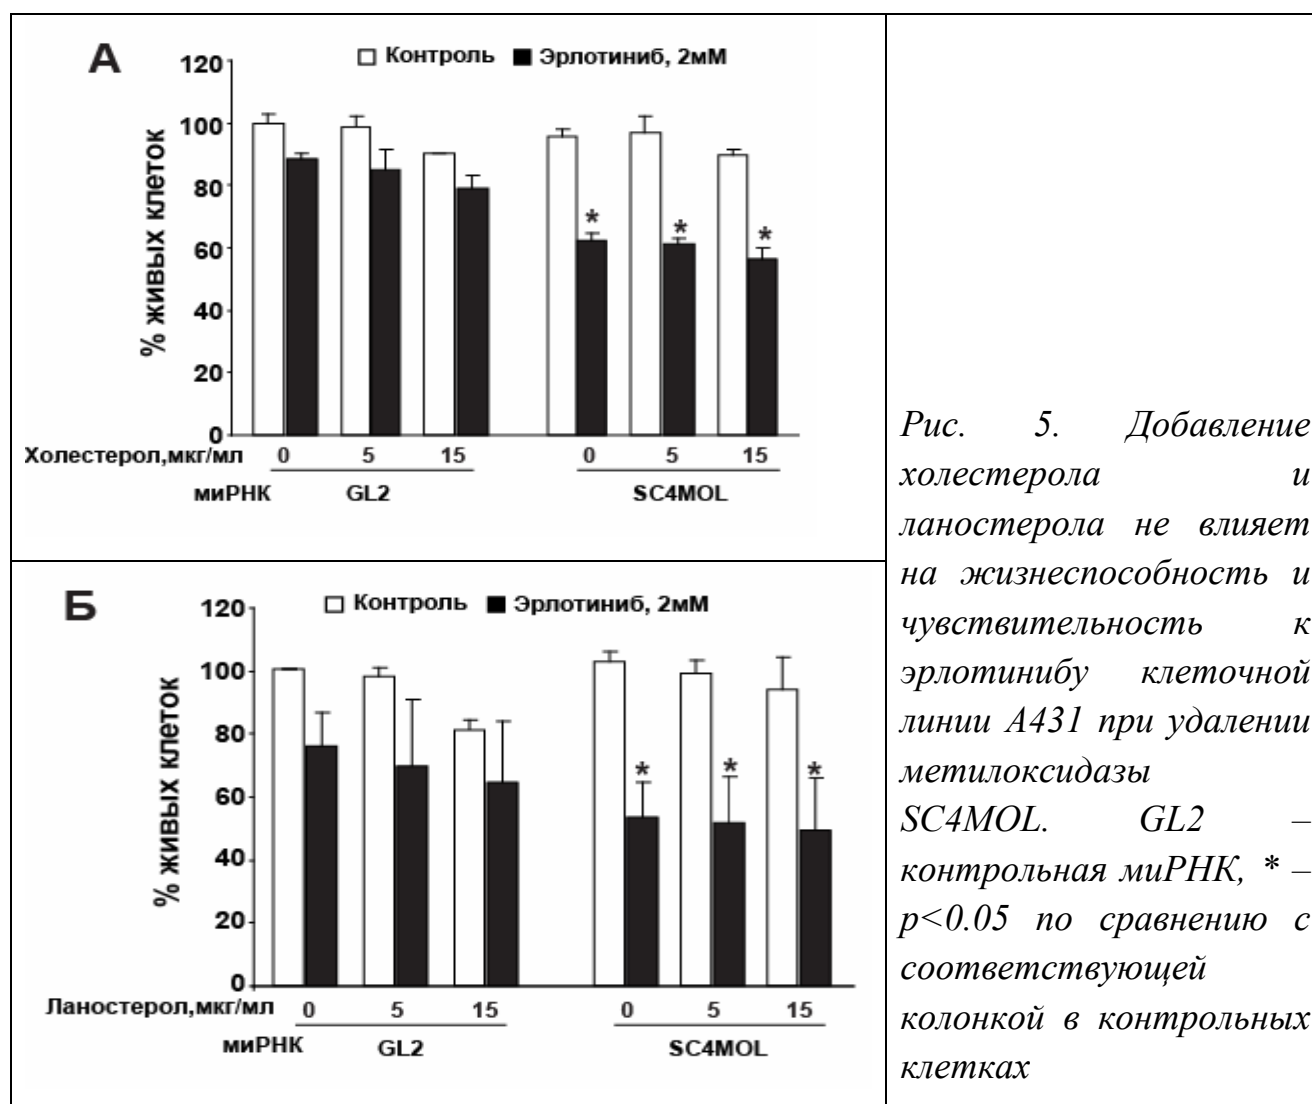 А
□ Контроль ■ Эрлотиниб, 2мМ
% живых клеток
120
100
80
60
40
20
0
* * *
Холестерол,мкг/мл 0 5 15 0 5 15
миРНК GL2 SC4MOL
Б
□ Контроль ■ Эрлотиниб, 2мМ
% живых клеток
120
100
80
60
40
20
0
* * *
Ланостерол,мкг/мл 0 5 15 0 5 15
миРНК GL2 SC4MOL
Рис. 5. Добавление
холестерола и
ланостерола не влияет
на жизнеспособность и
чувствительность к
эрлотинибу клеточной
линии А431 при удалении
метилоксидазы
SC4MOL. GL2 –
контрольная миРНК, * –
p<0.05 по сравнению с
соответствующей
колонкой в контрольных
клетках